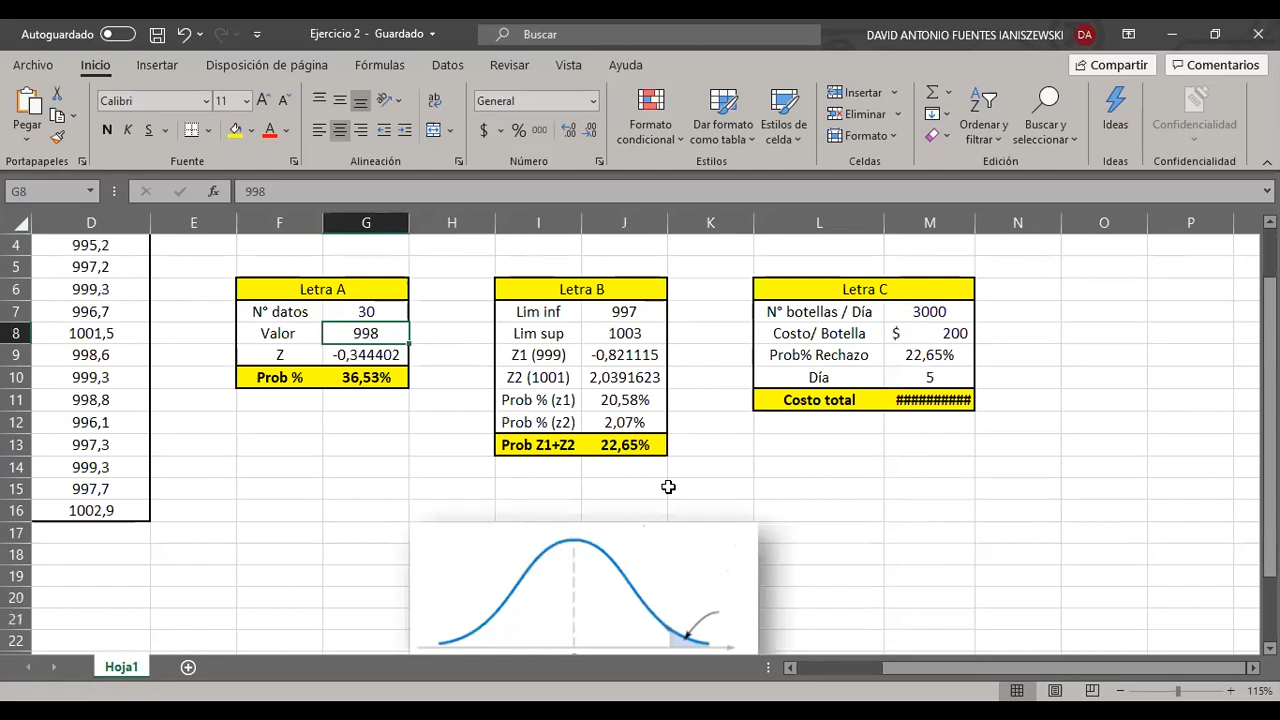 Autoguardado
Ejercicio 2 - Guardado
Buscar
DAVID ANTONIO FUENTES IANISZEWSKI
DA
Archivo Inicio Insertar Disposición de página Fórmulas Datos Revisar Vista Ayuda
Compartir Comentarios
Pegar
Calibri 11
N K S
General
$ % 000
Formato condicional
Dar formato como tabla
Estilos de celda
Insertar
Eliminar
Formato
Ordenar y filtrar
Buscar y seleccionar
Ideas
Confidencialidad
Portapapeles Fuente Alineación Número Estilos Celdas Edición Ideas Confidencialidad
G8 fx 998
D E F G H I J K L M N O P
4 995,2
5 997,2
6 999,3 Letra A Letra B Letra C
7 996,7 N° datos 30 Lim inf 997 N° botellas / Día 3000
8 1001,5 Valor 998 Lim sup 1003 Costo/ Botella $ 200
9 998,6 Z -0,344402 Z1 (999) -0,821115 Prob% Rechazo 22,65%
10 999,3 Prob % 36,53% Z2 (1001) 2,0391623 Día 5
11 998,8 Prob % (z1) 20,58% Costo total ##########
12 996,1 Prob % (z2) 2,07%
13 997,3 Prob Z1+Z2 22,65%
14 999,3
15 997,7
16 1002,9
17
18
19
20
21
22
Hoja1
115%